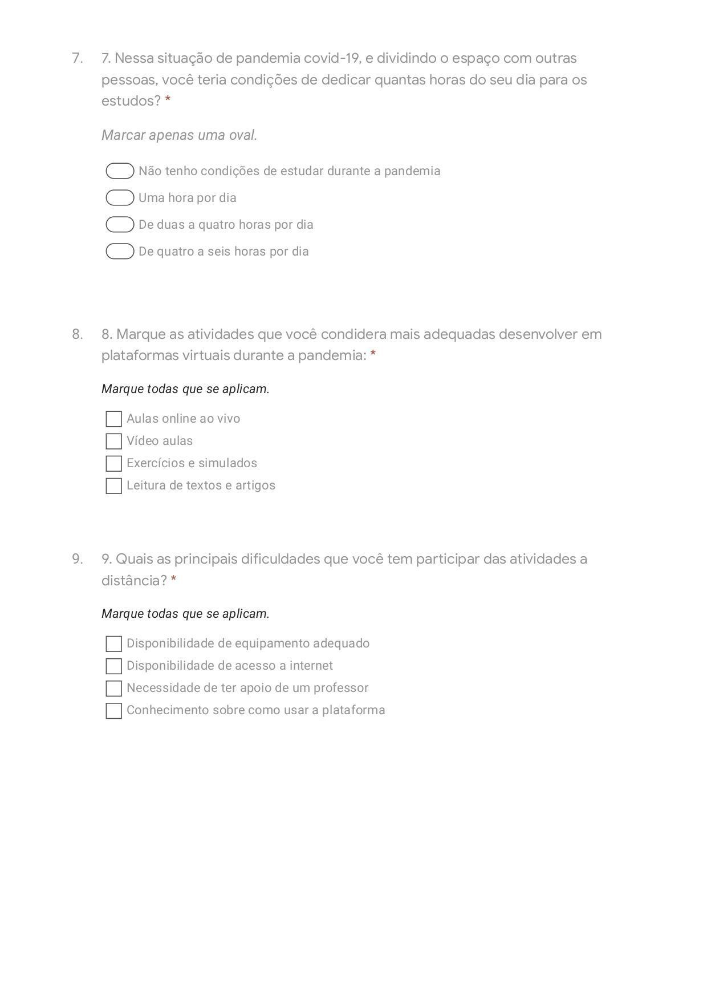 7. 7. Nessa situação de pandemia covid-19, e dividindo o espaço com outras
pessoas, você teria condições de dedicar quantas horas do seu dia para os
estudos? *
Marcar apenas uma oval.
Não tenho condições de estudar durante a pandemia
Uma hora por dia
De duas a quatro horas por dia
De quatro a seis horas por dia
8. 8. Marque as atividades que você condidera mais adequadas desenvolver em
plataformas virtuais durante a pandemia: *
Marque todas que se aplicam.
Aulas online ao vivo
Vídeo aulas
Exercícios e simulados
Leitura de textos e artigos
9. 9. Quais as principais dificuldades que você tem participar das atividades a
distância? *
Marque todas que se aplicam.
Disponibilidade de equipamento adequado
Disponibilidade de acesso a internet
Necessidade de ter apoio de um professor
Conhecimento sobre como usar a plataforma